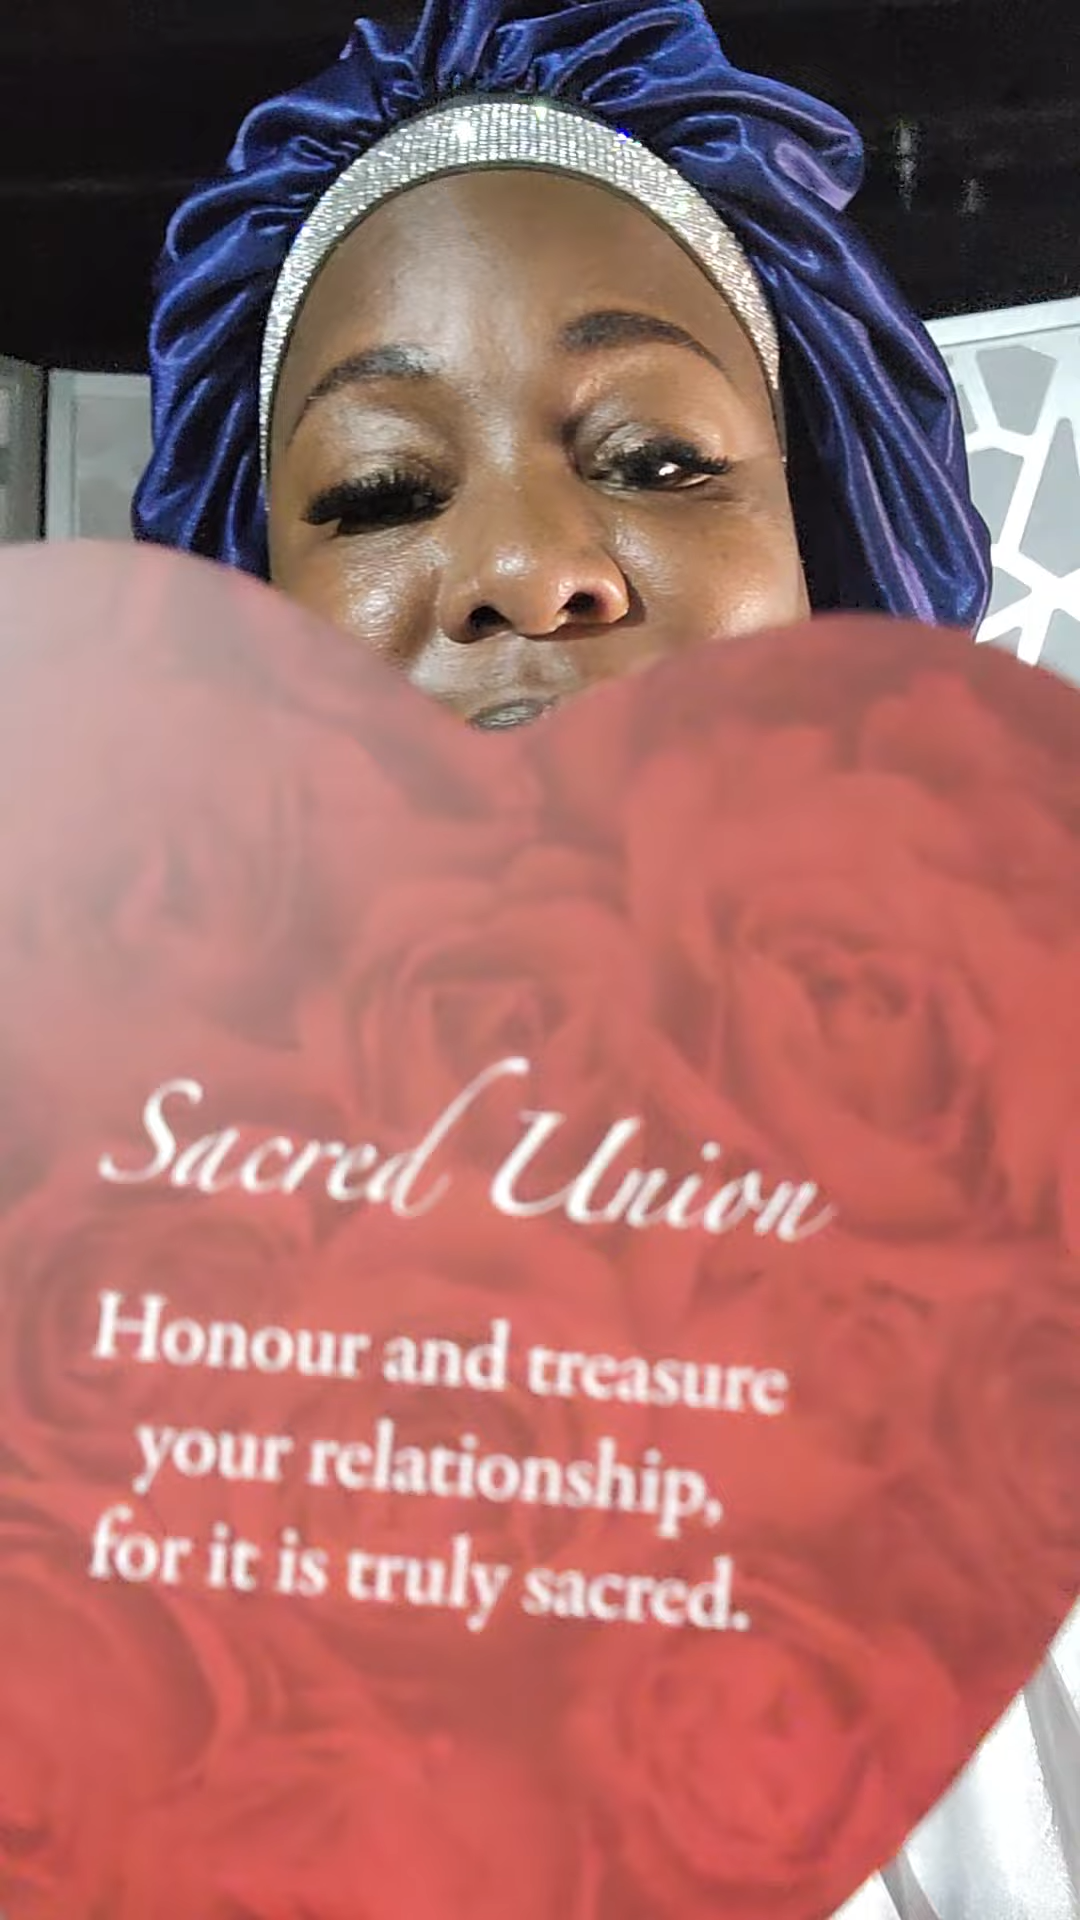 Sacred Union
Honour and treasure
your relationship,
for it is truly sacred.